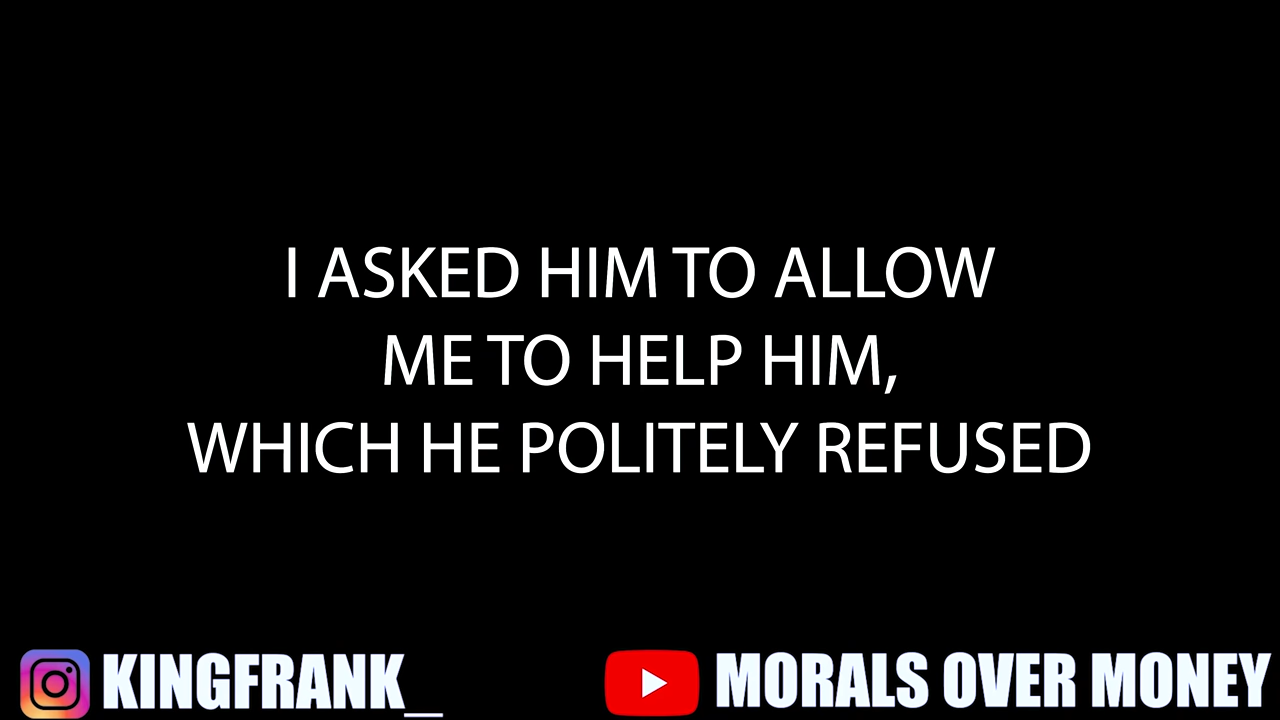 I ASKED HIM TO ALLOW
ME TO HELP HIM,
WHICH HE POLITELY REFUSED
KINGFRANK_
MORALS OVER MONEY